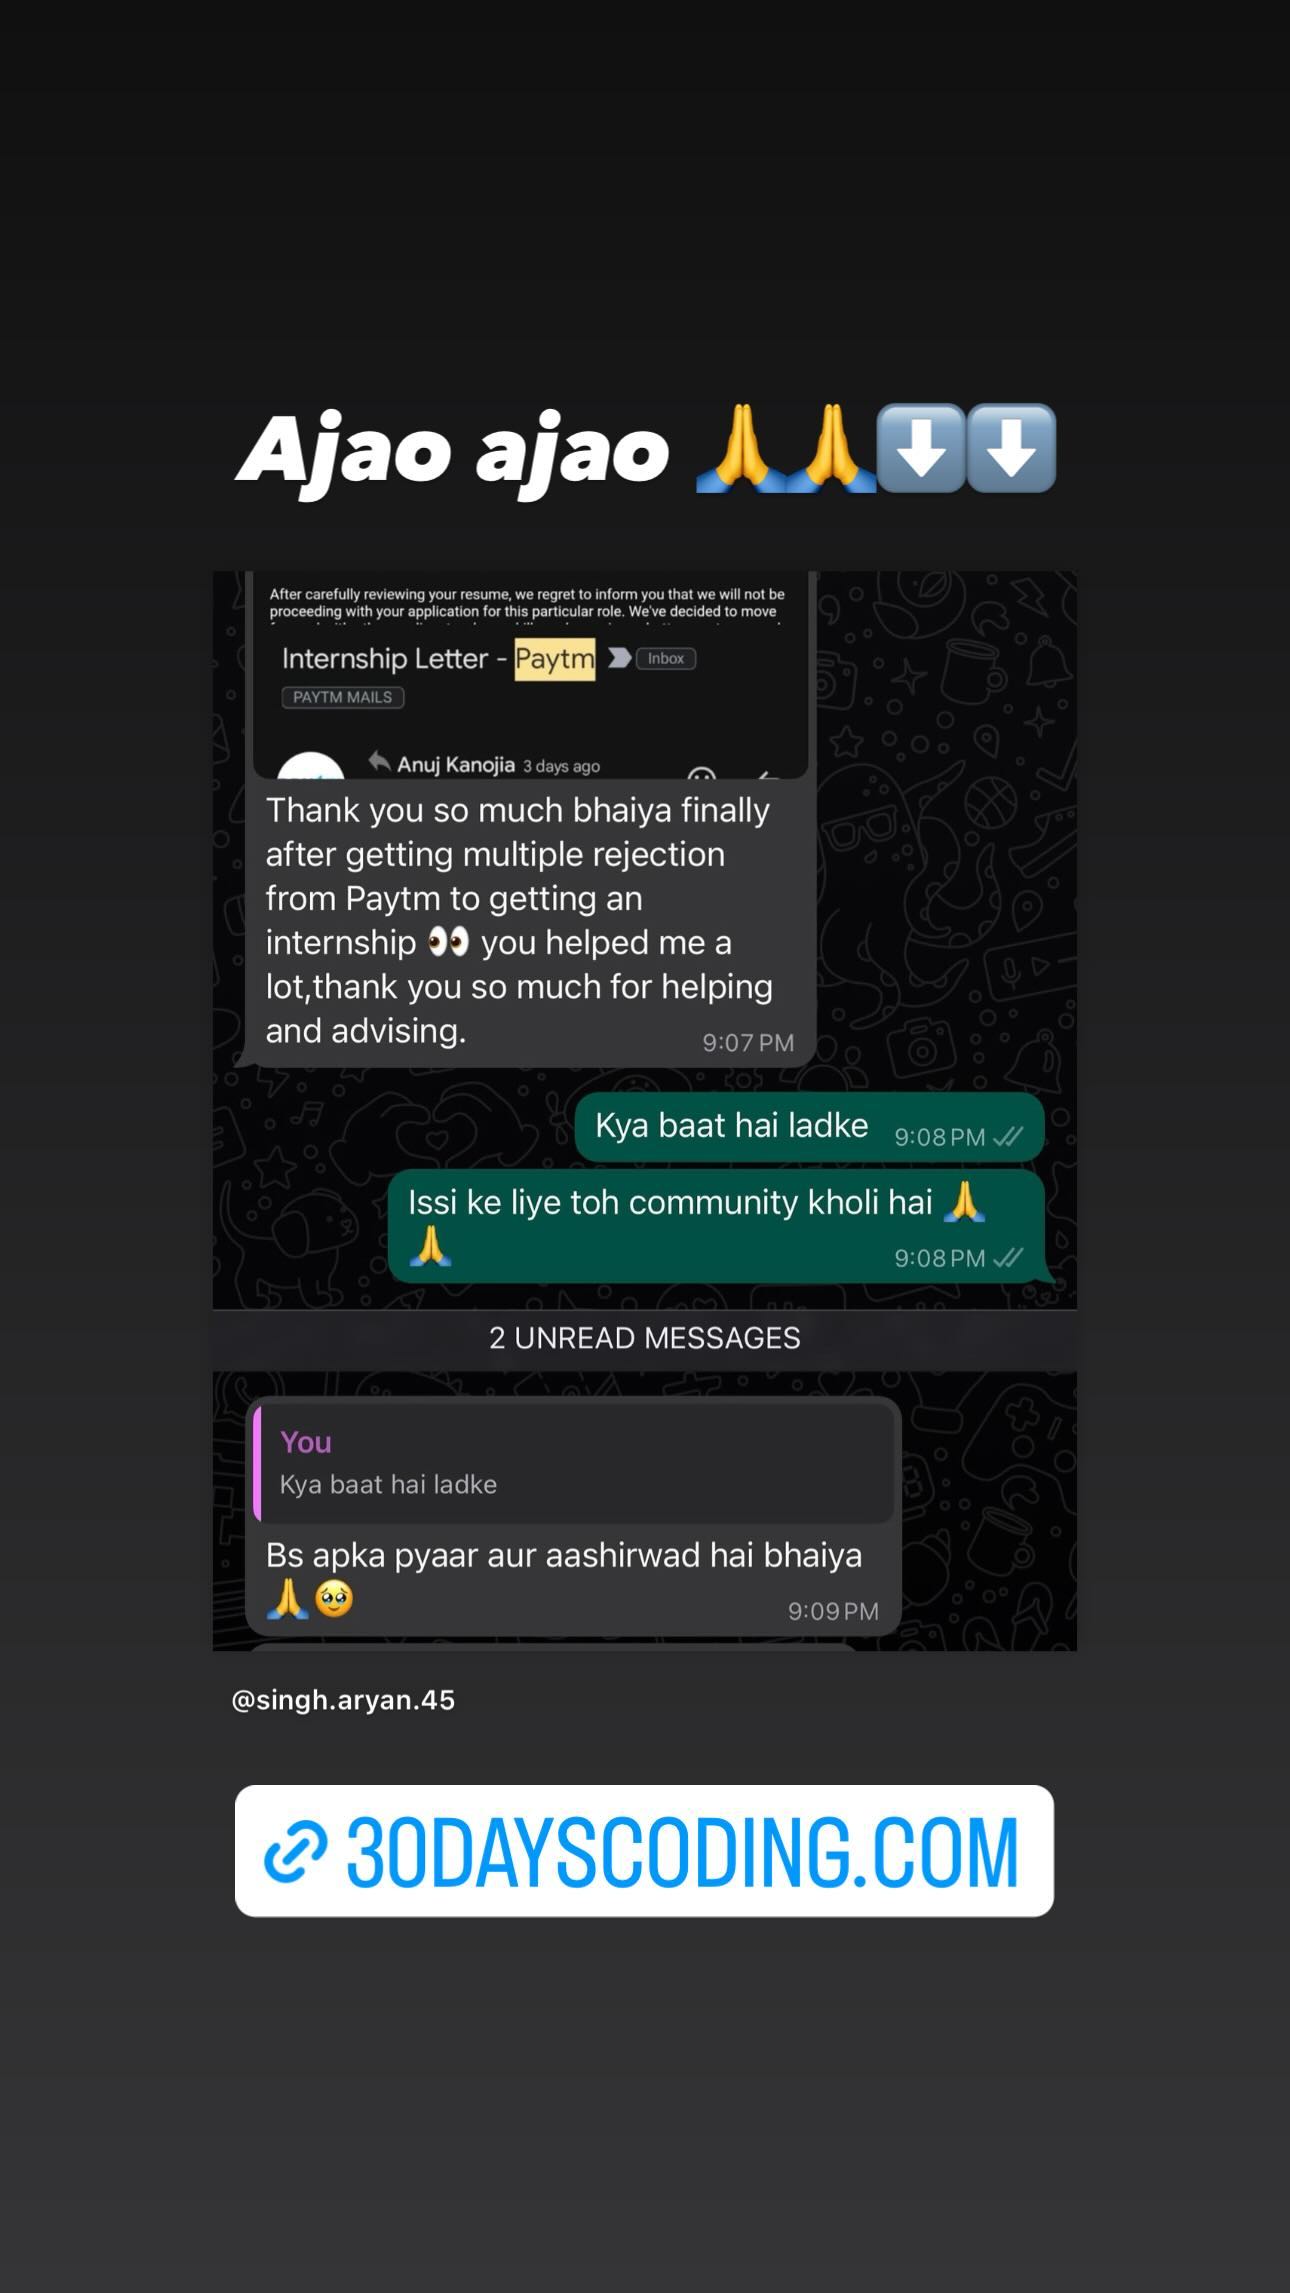 Ajao ajao 🙏🙏⬇️⬇️
After carefully reviewing your resume, we regret to inform you that we will not be
proceeding with your application for this particular role. We've decided to move
Internship Letter - Paytm Inbox
PAYTM MAILS
Anuj Kanojia 3 days ago
Thank you so much bhaiya finally
after getting multiple rejection
from Paytm to getting an
internship 👀 you helped me a
lot,thank you so much for helping
and advising.
9:07 PM
Kya baat hai ladke 9:08 PM
Issi ke liye toh community kholi hai 🙏
🙏 9:08 PM
2 UNREAD MESSAGES
You
Kya baat hai ladke
Bs apka pyaar aur aashirwad hai bhaiya
🙏🥹 9:09 PM
@singh.aryan.45
30DAYSCODING.COM